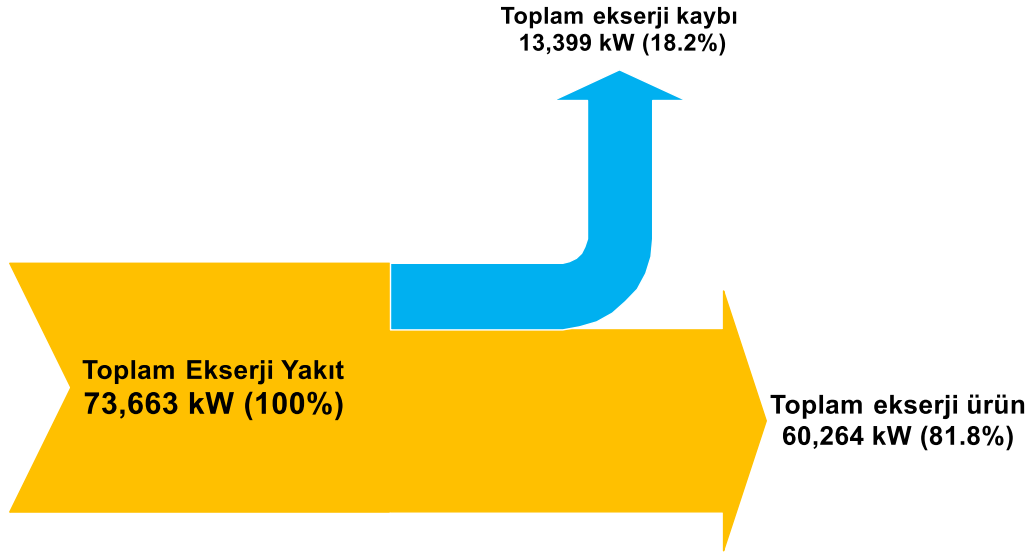 Toplam ekserji kaybı
13,399 kW (18.2%)
Toplam Ekserji Yakıt
73,663 kW (100%)
Toplam ekserji ürün
60,264 kW (81.8%)